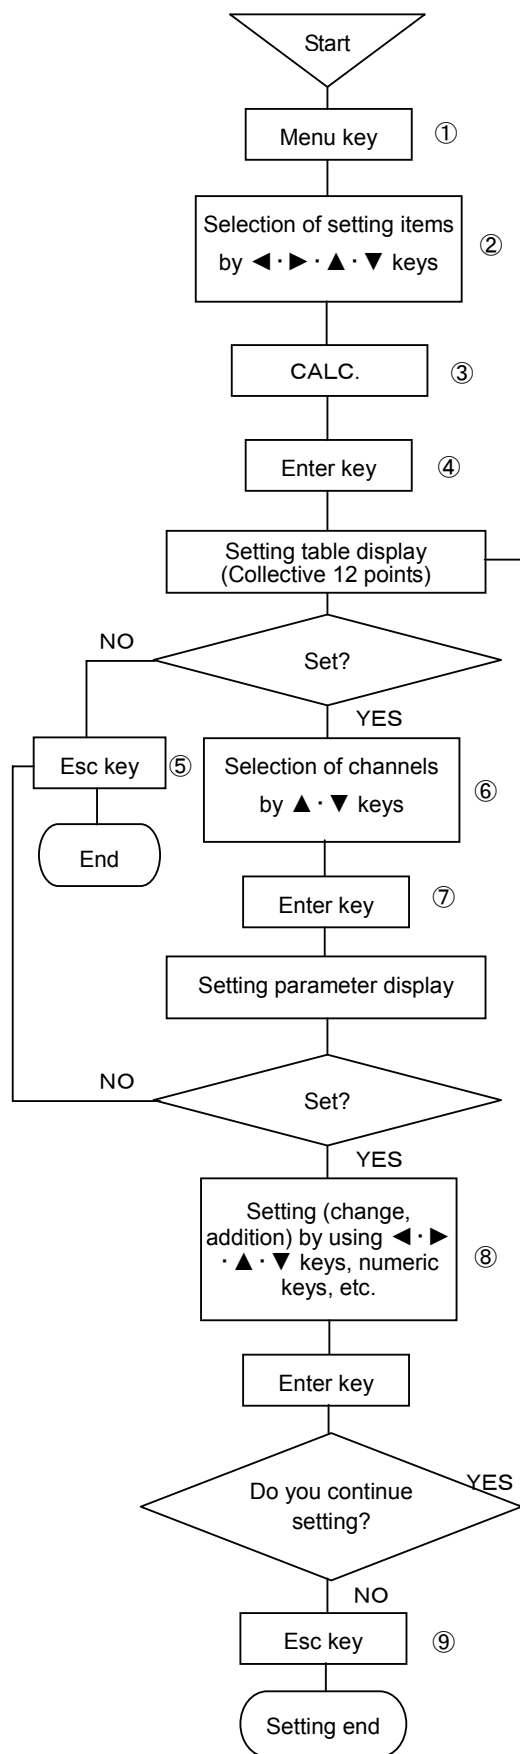 Start
Menu key ①
Selection of setting items
by ◀・▶・▲・▼ keys
②
CALC. ③
Enter key ④
Setting table display
(Collective 12 points)
NO
Set?
YES
Esc key ⑤
Selection of channels
by ▲・▼ keys
⑥
End
Enter key ⑦
Setting parameter display
NO
Set?
YES
Setting (change,
addition) by using ◀・▶
・▲・▼ keys, numeric
keys, etc.
⑧
Enter key
Do you continue
setting?
YES
NO
Esc key ⑨
Setting end